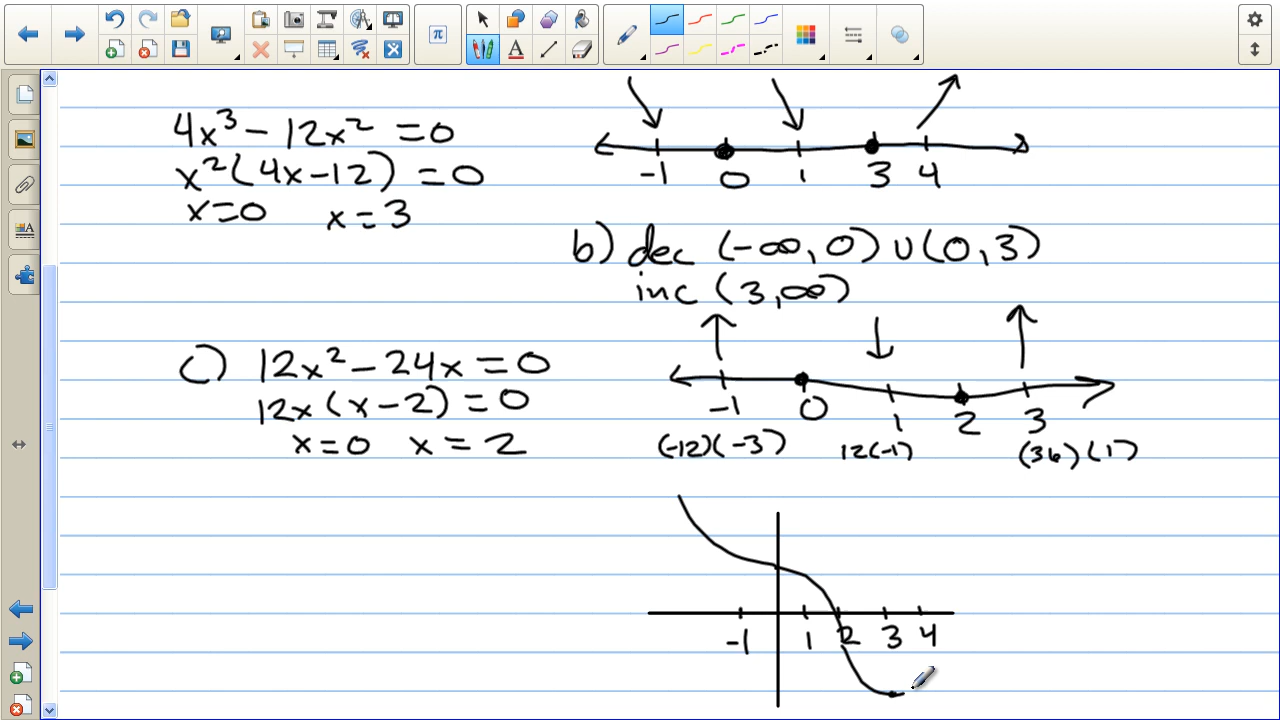 4x³ - 12x² = 0
x²(4x-12) = 0
x=0 x=3
-1 0 1 3 4
b) dec (-∞,0) ∪ (0,3)
inc (3,∞)
c) 12x² - 24x = 0
12x(x-2) = 0
x=0 x=2
-1 0 1 2 3
(-12)(-3) 12(-1) (36)(1)
-1 1 2 3 4
π
A
A